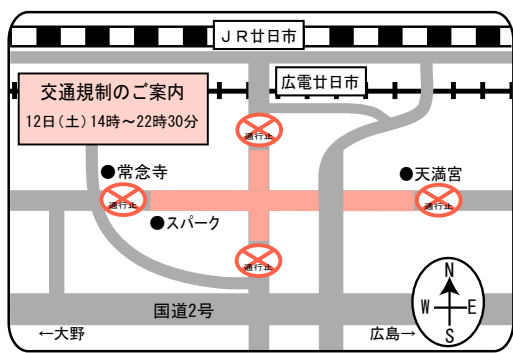 ＪＲ廿日市
広電廿日市
交通規制のご案内
12日(土)14時～22時30分
通行止
●常念寺
●天満宮
通行止
通行止
●スパーク
通行止
国道2号
←大野
広島→
N
W
E
S